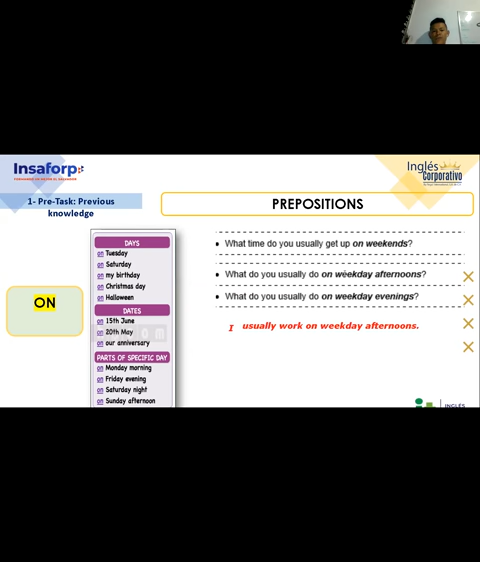 Insaforp
Inglés
Corporativo
1- Pre-Task: Previous
knowledge
PREPOSITIONS
ON
DAYS
on Tuesday
on Saturday
on my birthday
on Christmas day
on Halloween
DATES
on 15th June
on 20th May
on our anniversary
PARTS OF SPECIFIC DAY
on Monday morning
on Friday evening
on Saturday night
on Sunday afternoon
• What time do you usually get up on weekends?
• What do you usually do on weekday afternoons?
• What do you usually do on weekday evenings?
I usually work on weekday afternoons.
INGLÉS